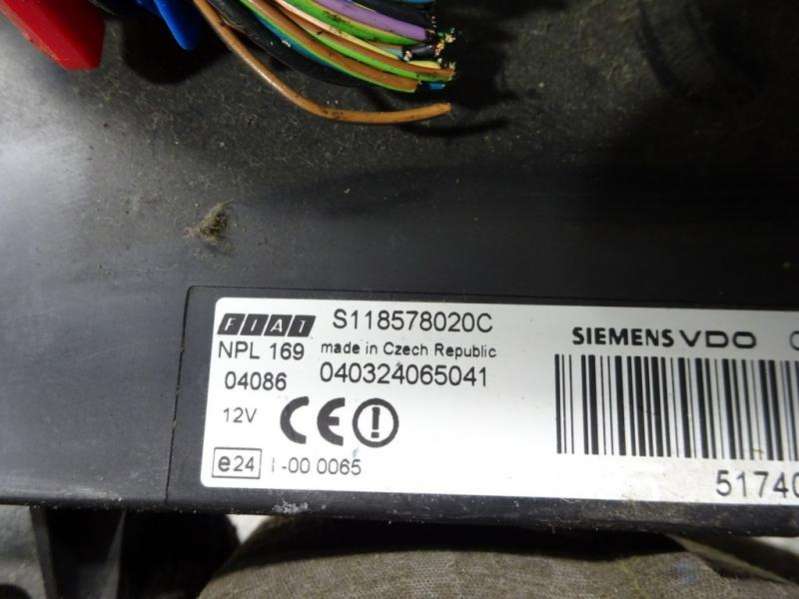 FIAT S118578020C
NPL 169 made in Czech Republic
04086 040324065041
12V CE
e24 I-00 0065
SIEMENS VDO
51740